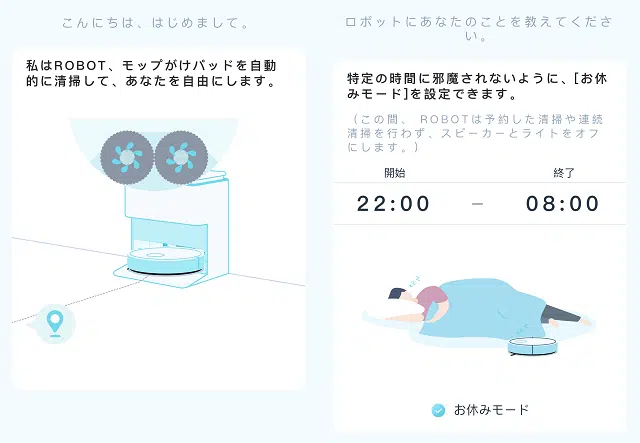 こんにちは、はじめまして。
私はROBOT、モップがけパッドを自動
的に清掃して、あなたを自由にします。
ロボットにあなたのことを教えてくださ
い。
特定の時間に邪魔されないように、[お休
みモード]を設定できます。
（この間、 ROBOTは予約した清掃や連続
清掃を行わず、スピーカーとライトをオフ
にします。）
開始 終了
22:00 – 08:00
お休みモード